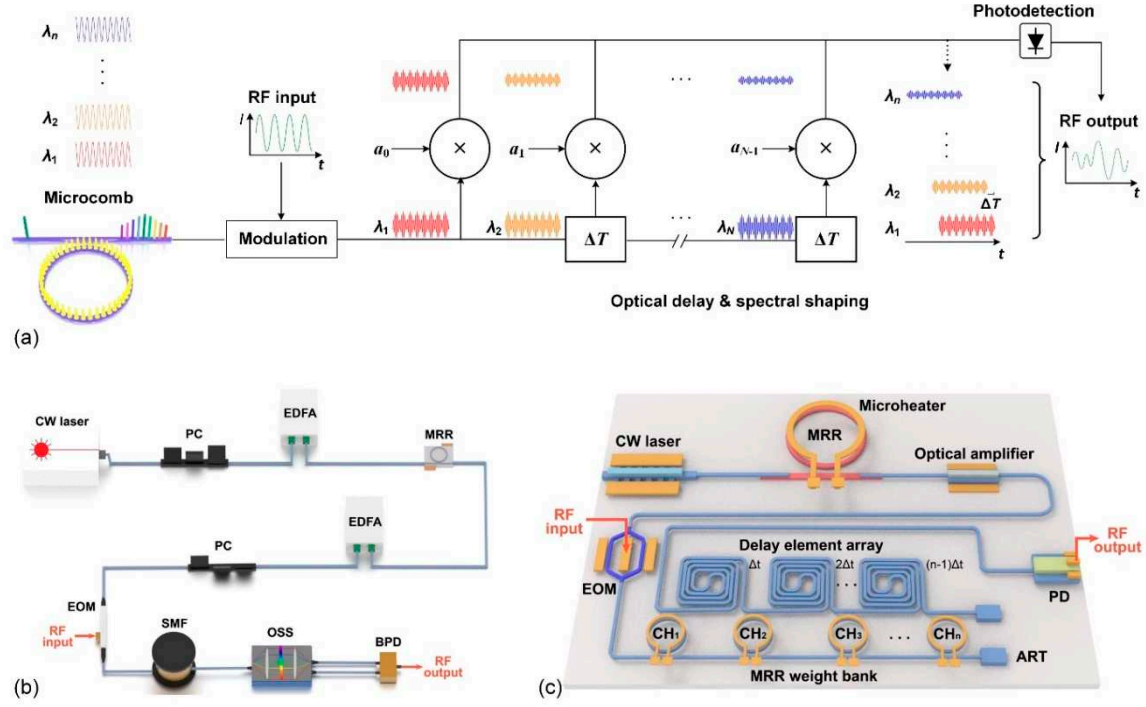 Photodetection
λn
λ2
λ1
RF input
I
t
a0
×
a1
×
. . .
aN-1
×
λn
λ2
ΔT
λ1
t
RF output
I
t
Microcomb
Modulation
λ1
λ2
ΔT
. . .
λN
ΔT
Optical delay & spectral shaping
(a)
CW laser
PC
EDFA
MRR
EDFA
PC
EOM
RF
input
SMF
OSS
BPD
RF
output
(b)
Microheater
MRR
CW laser
Optical amplifier
RF
input
EOM
Delay element array
Δt
2Δt
. . .
(n-1)Δt
RF
output
PD
CH1
CH2
CH3
. . .
CHn
ART
MRR weight bank
(c)